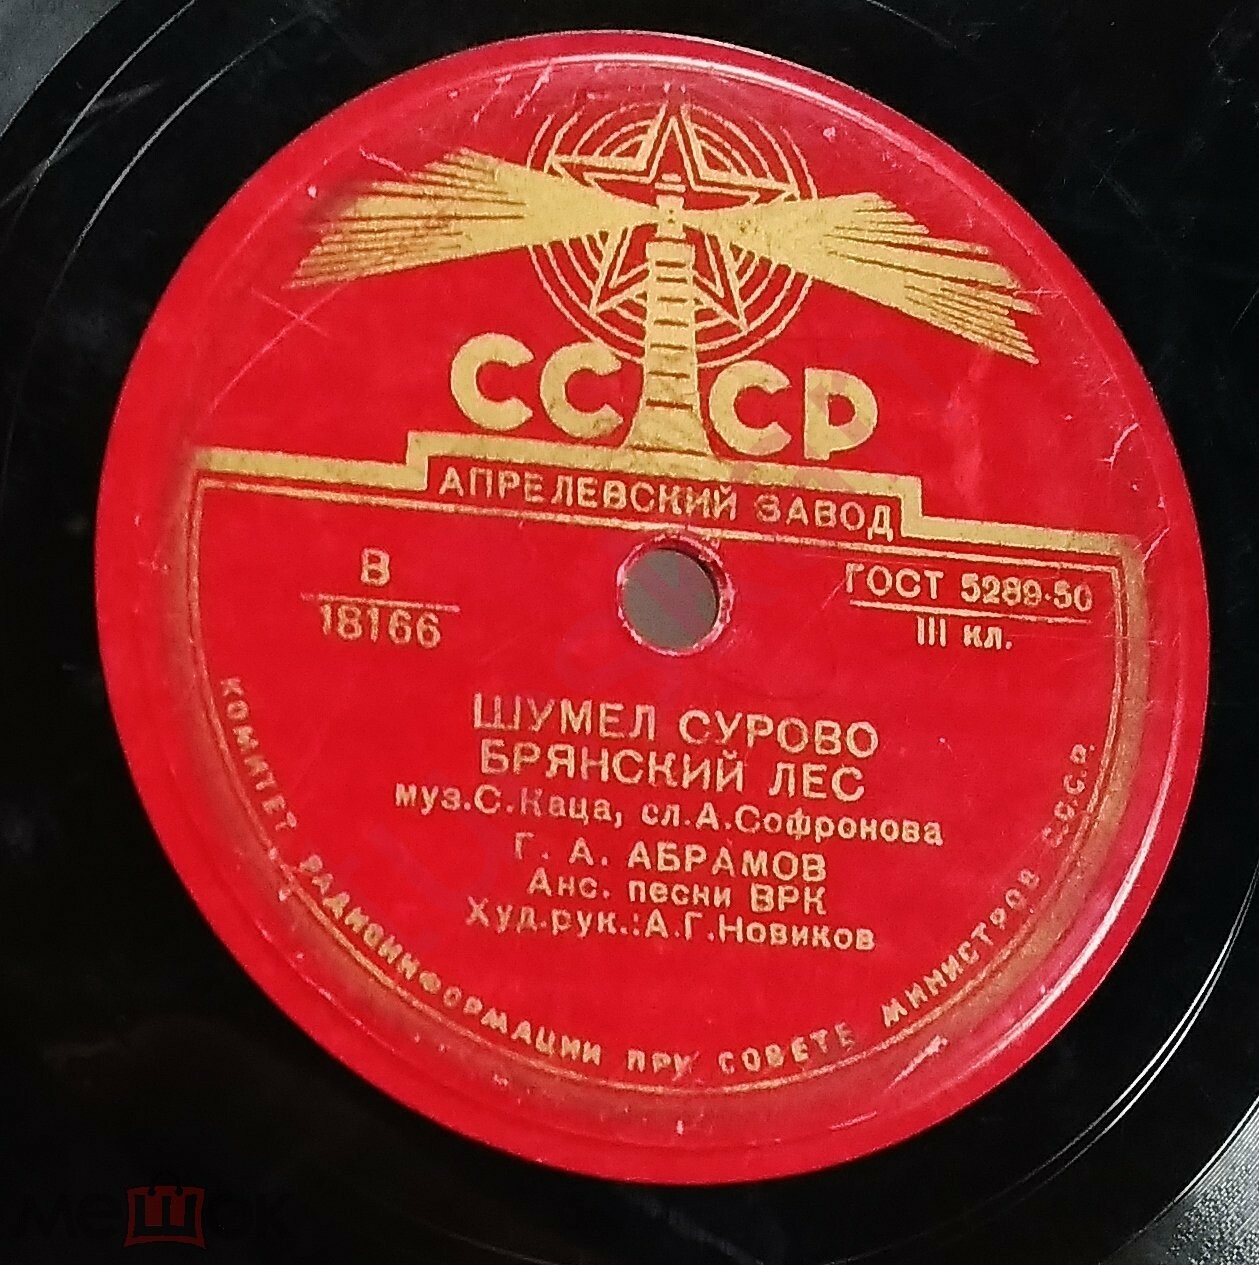 СССР
АПРЕЛЕВСКИЙ ЗАВОД
В
18166
ГОСТ 5289-50
III кл.
ШУМЕЛ СУРОВО
БРЯНСКИЙ ЛЕС
муз.С.Каца, сл.А.Софронова
Г. А. АБРАМОВ
Анс. песни ВРК
Худ.рук.:А.Г.Новиков
КОМИТЕТ РАДИОИНФОРМАЦИИ ПРИ СОВЕТЕ МИНИСТРОВ С.С.С.Р.
мешок